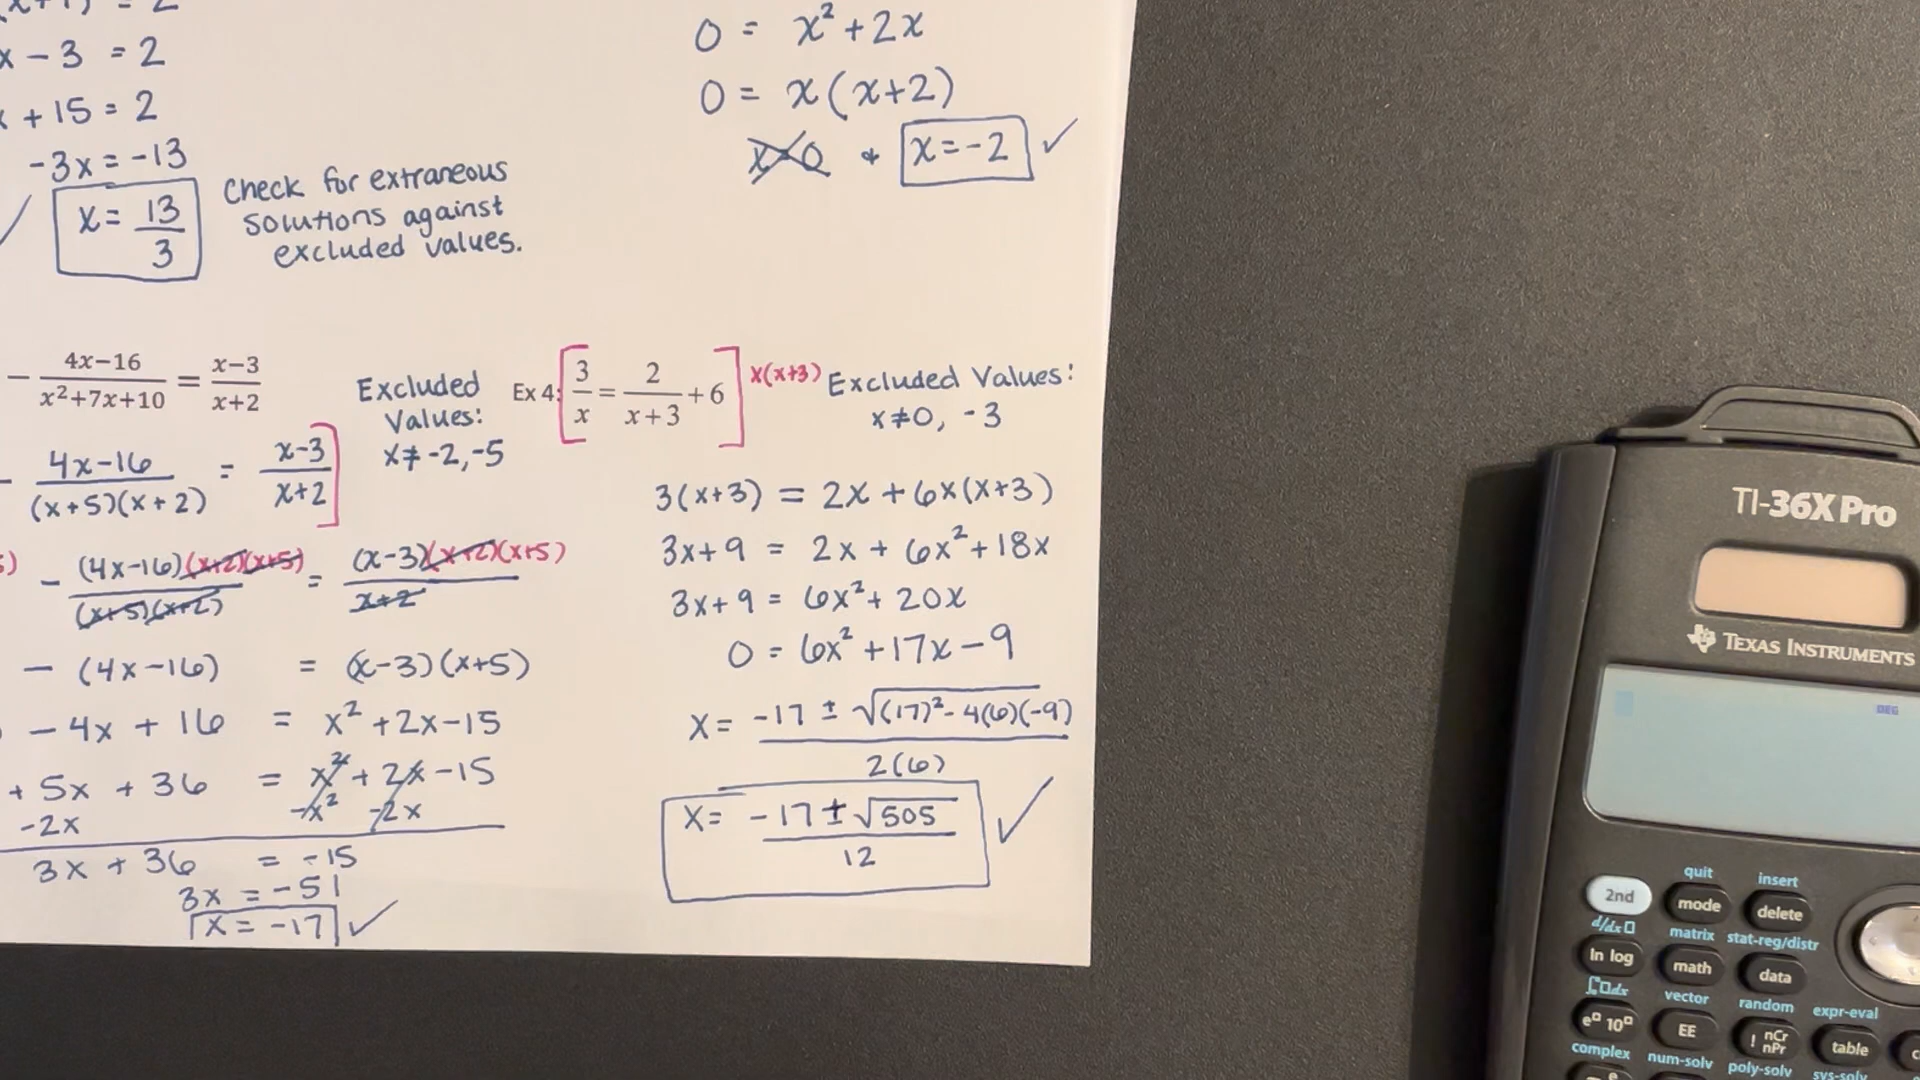 x - 3 = 2
+ 15 = 2
-3x = -13
x = 13/3
Check for extraneous
solutions against
excluded values.
0 = x² + 2x
0 = x(x+2)
x=0 & x = -2 ✓
- (4x-16)/(x²+7x+10) = (x-3)/(x+2)
- (4x-16)/((x+5)(x+2)) = (x-3)/(x+2)
Excluded
Values:
x ≠ -2, -5
- (4x-16)(x+2)(x+5)/((x+5)(x+2)) = (x-3)(x+2)(x+5)/(x+2)
- (4x-16) = (x-3)(x+5)
- 4x + 16 = x² + 2x - 15
+ 5x + 36 = x² + 2x - 15
-2x -x² -2x
3x + 36 = -15
3x = -51
x = -17 ✓
Ex 4: [3/x = 2/(x+3) + 6] x(x+3)
Excluded Values:
x ≠ 0, -3
3(x+3) = 2x + 6x(x+3)
3x + 9 = 2x + 6x² + 18x
3x + 9 = 6x² + 20x
0 = 6x² + 17x - 9
x = (-17 ± √((17)² - 4(6)(-9)))/(2(6))
x = (-17 ± √505)/12 ✓
TI-36X Pro
TEXAS INSTRUMENTS
DEG
quit insert
2nd mode delete
d/dx□ matrix stat-reg/distr
ln log math data
∫□dx vector random expr-eval
e□ 10□ EE ! nCr nPr table
complex num-solv poly-solv sys-solv